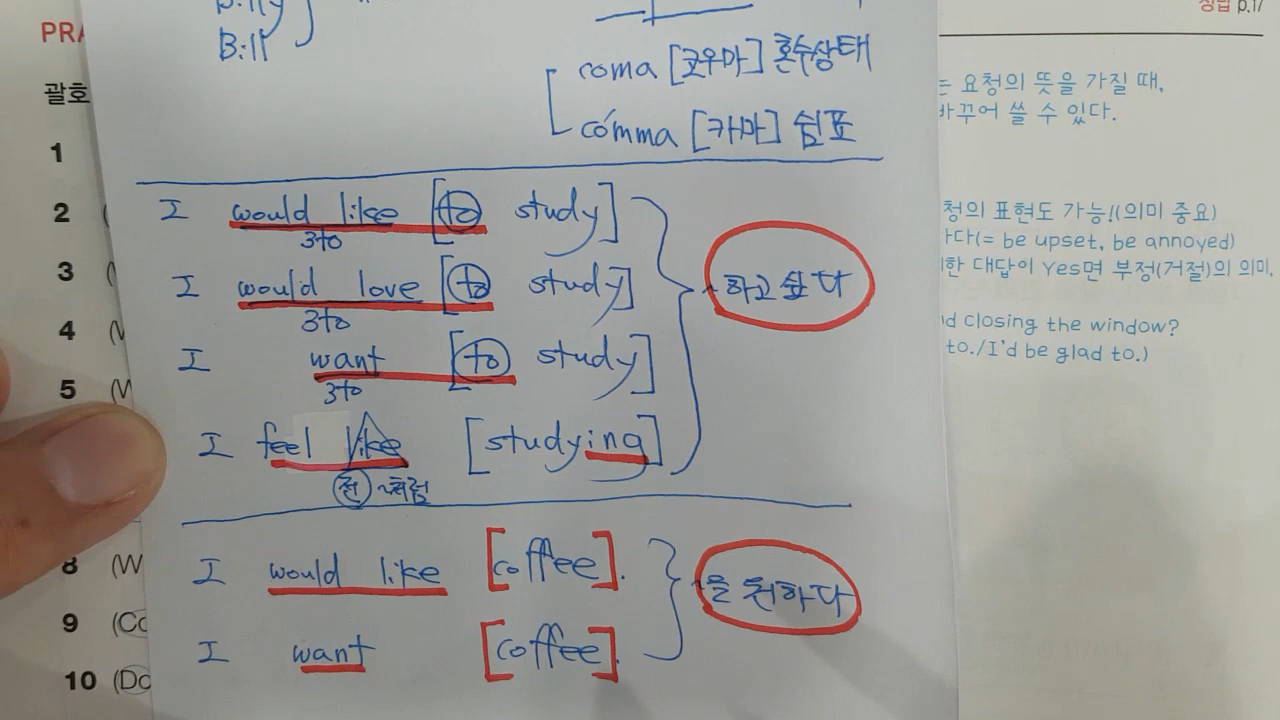 B:lly
B:ll
coma [코우마] 혼수상태
cómma [카마] 쉼표
I would like [to study]
3to
I would love [to study]
3to
I want [to study]
3to
~하고 싶다
I feel like [studying]
전 ~처럼
I would like [coffee].
I want [coffee].
~을 원하다
PRA
괄호
1
2 (
3 (
4 (M
5 (W
8 (W
9 (Co
10 (Do
정답 p.17
는 요청의 뜻을 가질 때,
바꾸어 쓸 수 있다.
청의 표현도 가능!(의미 중요)
하다(= be upset, be annoyed)
한 대답이 Yes면 부정(거절)의 의미,
d closing the window?
to./I'd be glad to.)